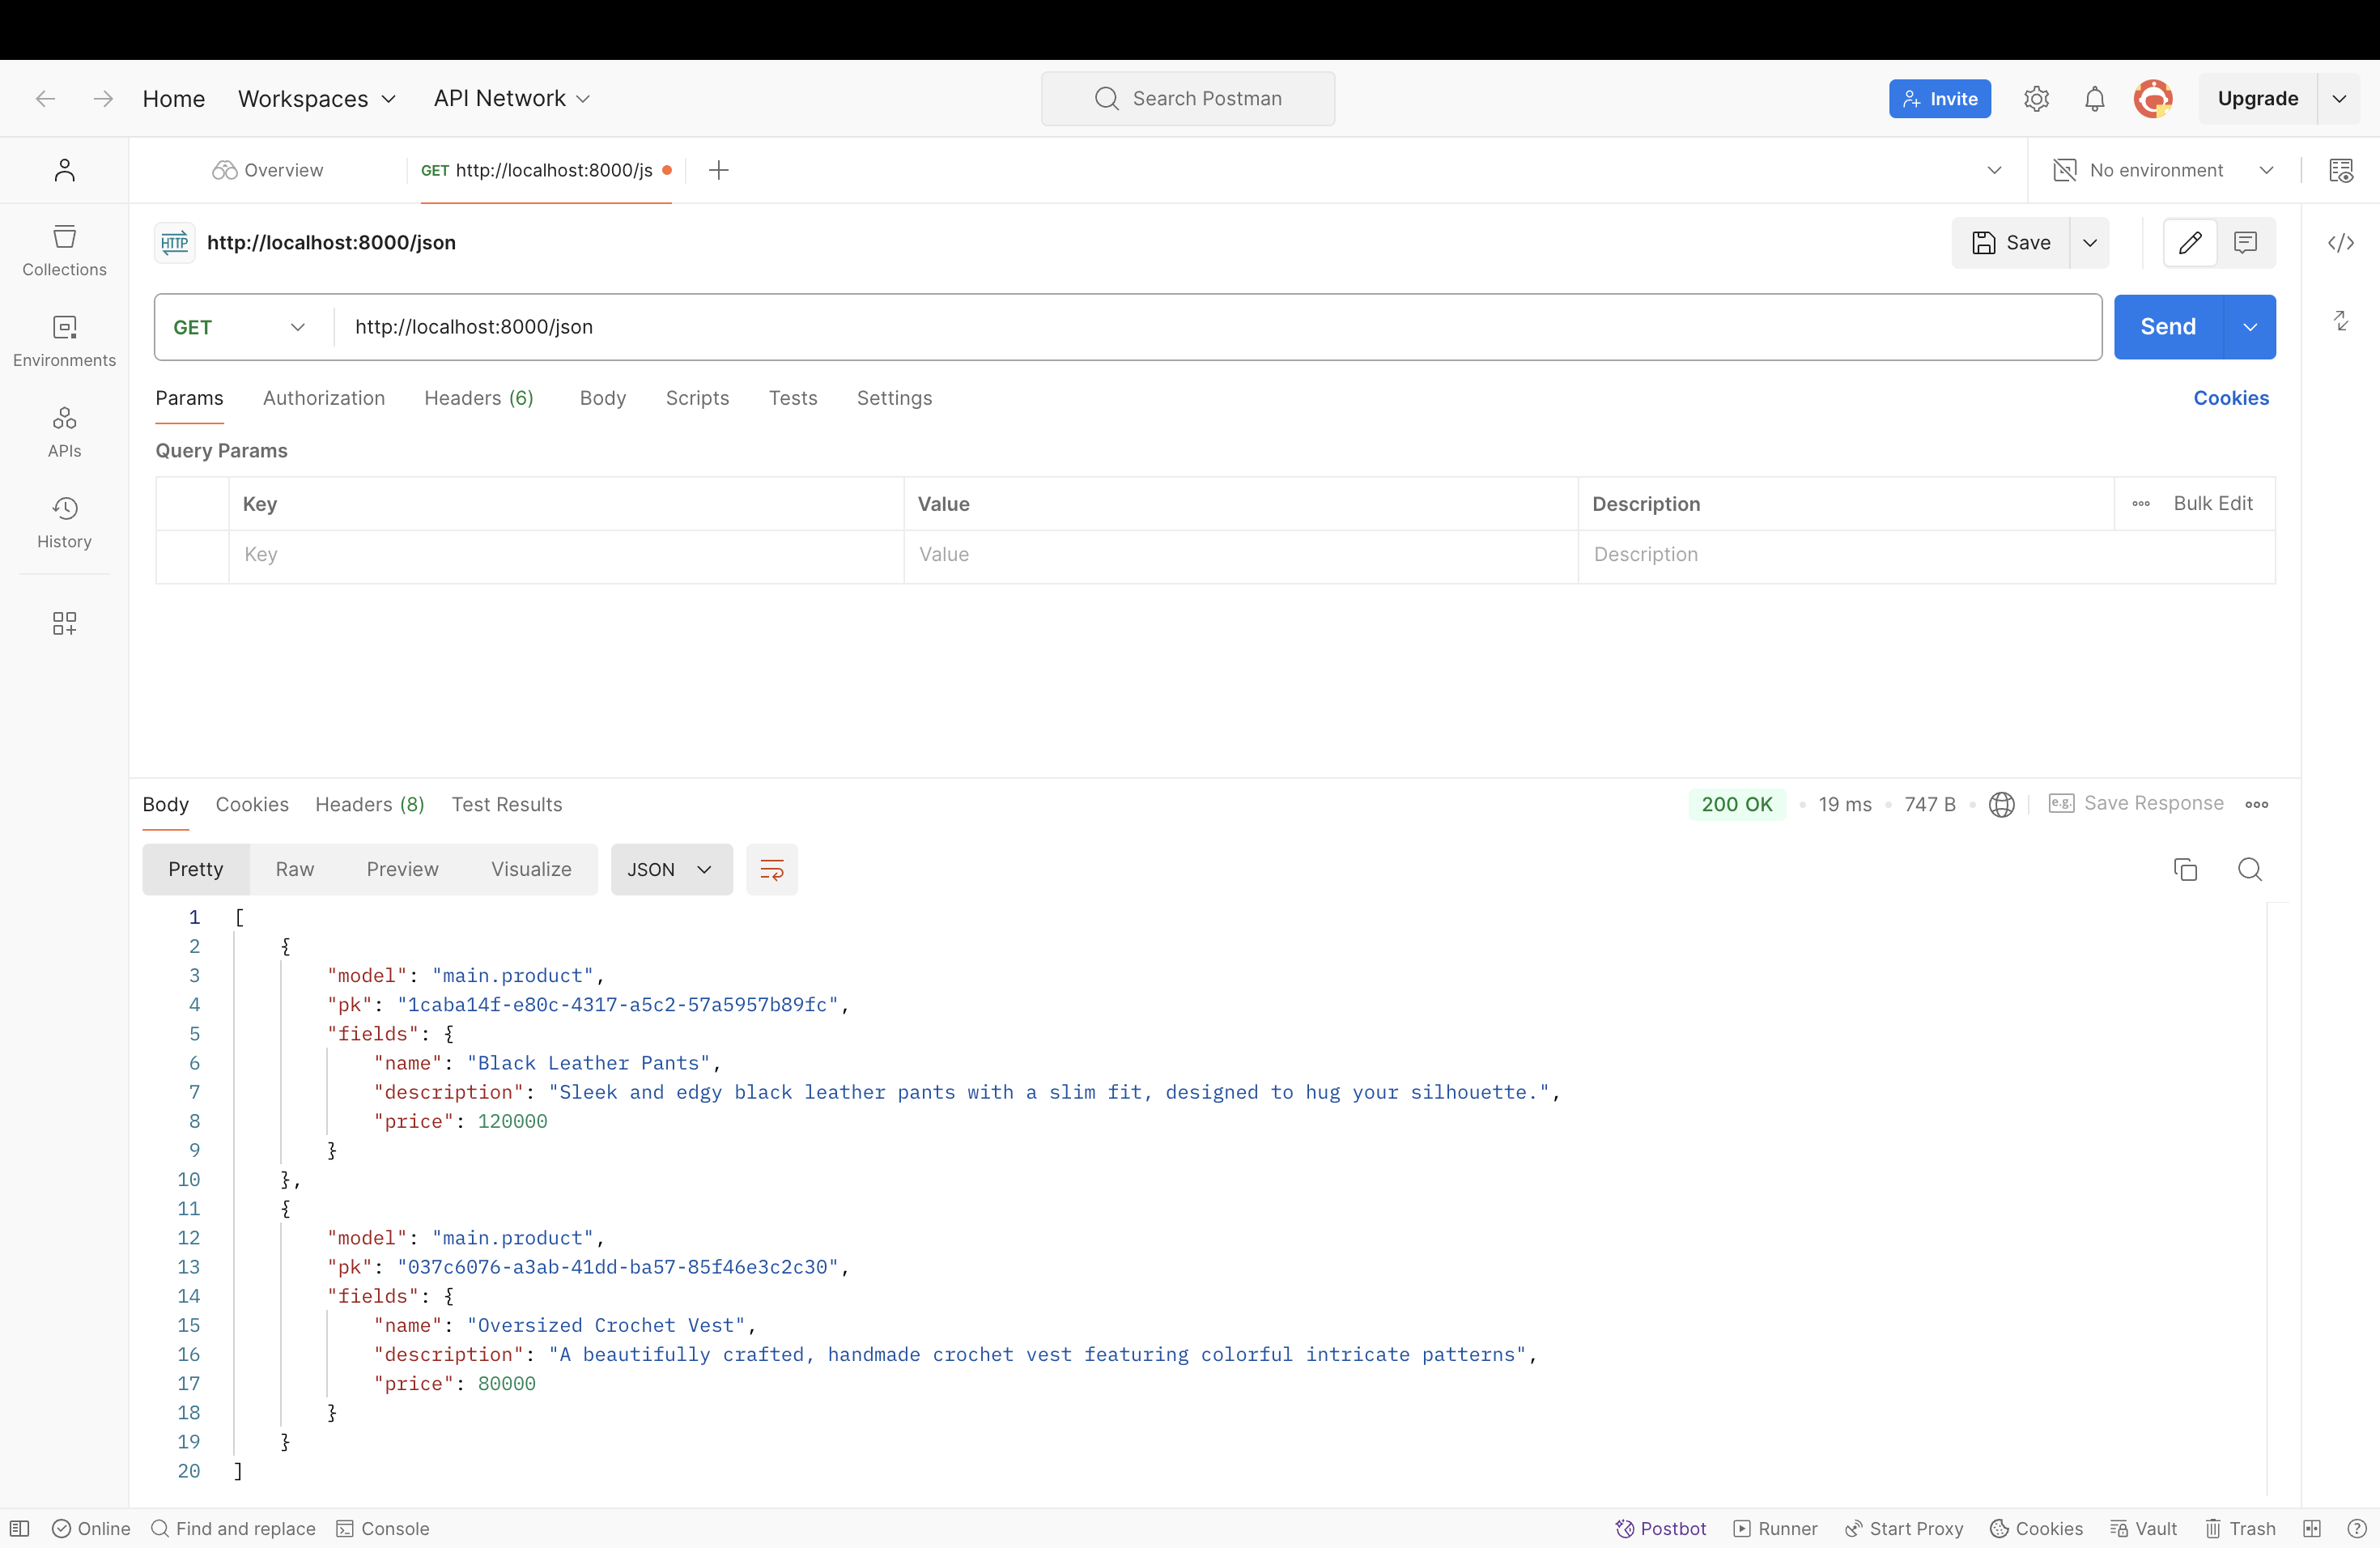 Home Workspaces API Network Search Postman Invite Upgrade
Overview GET http://localhost:8000/js No environment
HTTP http://localhost:8000/json Save
GET http://localhost:8000/json Send
Params Authorization Headers (6) Body Scripts Tests Settings Cookies
Query Params
Key Value Description Bulk Edit
Key Value Description
Collections
Environments
APIs
History
Body Cookies Headers (8) Test Results 200 OK • 19 ms • 747 B • e.g. Save Response
Pretty Raw Preview Visualize JSON
1 [
2 {
3 "model": "main.product",
4 "pk": "1caba14f-e80c-4317-a5c2-57a5957b89fc",
5 "fields": {
6 "name": "Black Leather Pants",
7 "description": "Sleek and edgy black leather pants with a slim fit, designed to hug your silhouette.",
8 "price": 120000
9 }
10 },
11 {
12 "model": "main.product",
13 "pk": "037c6076-a3ab-41dd-ba57-85f46e3c2c30",
14 "fields": {
15 "name": "Oversized Crochet Vest",
16 "description": "A beautifully crafted, handmade crochet vest featuring colorful intricate patterns",
17 "price": 80000
18 }
19 }
20 ]
Online Find and replace Console Postbot Runner Start Proxy Cookies Vault Trash